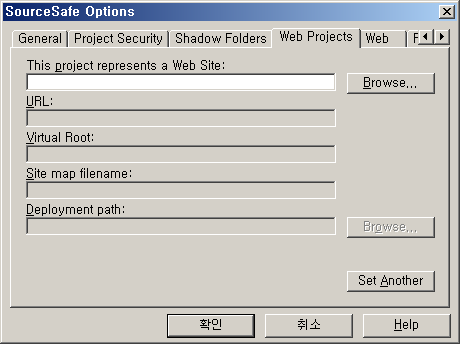 SourceSafe Options
General Project Security Shadow Folders Web Projects Web
This project represents a Web Site:
Browse...
URL:
Virtual Root:
Site map filename:
Deployment path:
Browse...
Set Another
확인 취소 Help